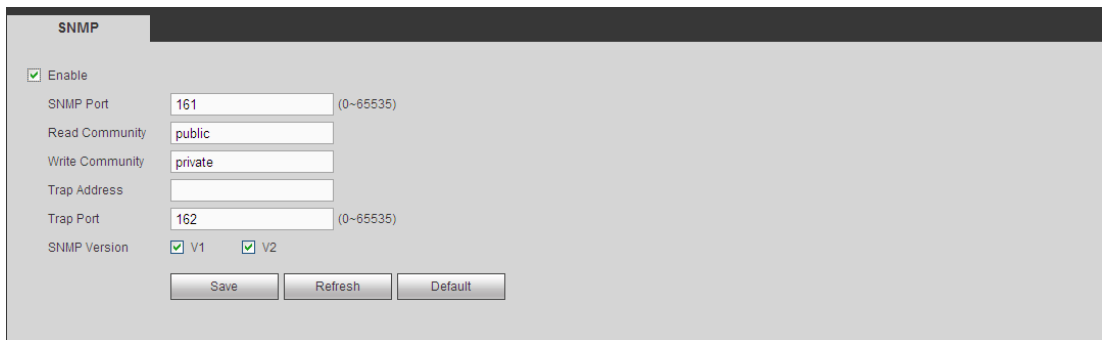 SNMP
Enable
SNMP Port 161 (0~65535)
Read Community public
Write Community private
Trap Address
Trap Port 162 (0~65535)
SNMP Version V1 V2
Save Refresh Default